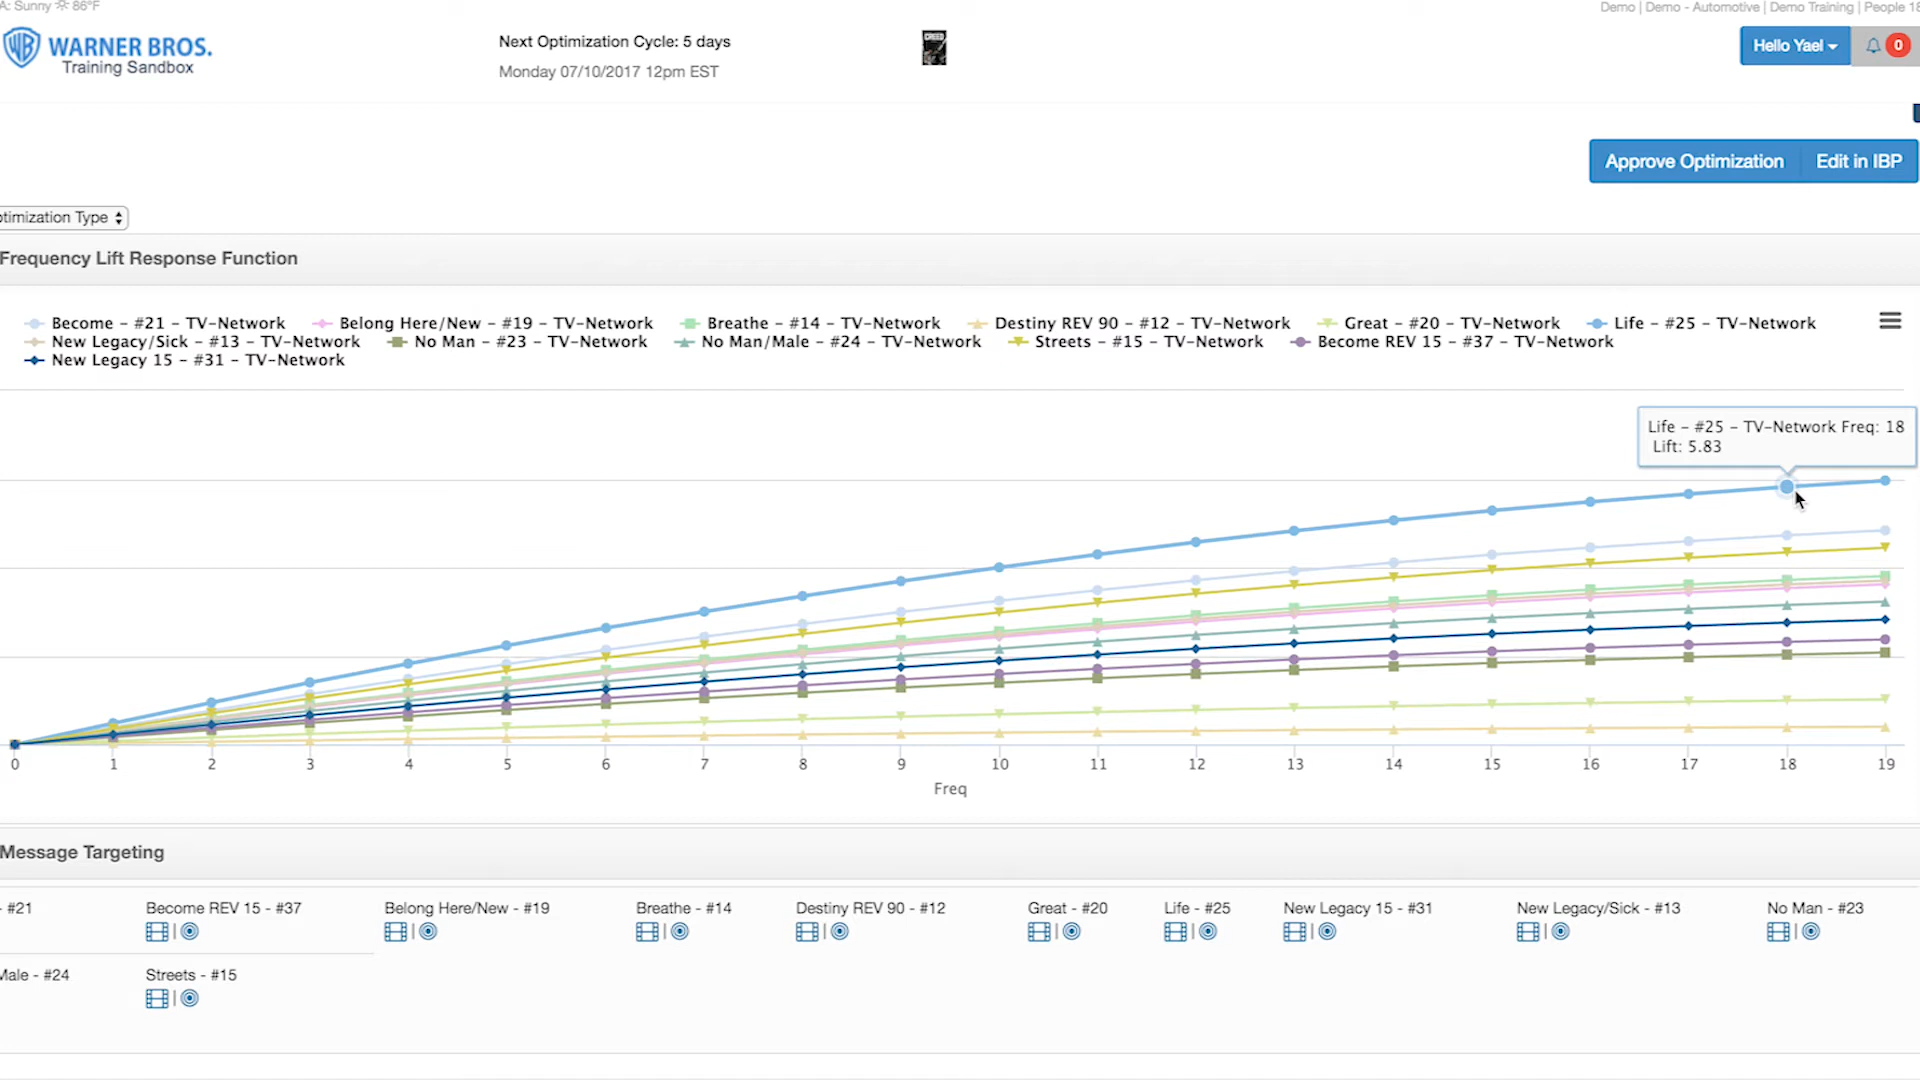 A: Sunny 86°F
Demo | Demo - Automotive | Demo Training | People 18
WB WARNER BROS.
Training Sandbox
Next Optimization Cycle: 5 days
Monday 07/10/2017 12pm EST
CREED
Hello Yael
0
Approve Optimization
Edit in IBP
ptimization Type
Frequency Lift Response Function
Become - #21 - TV-Network
Belong Here/New - #19 - TV-Network
Breathe - #14 - TV-Network
Destiny REV 90 - #12 - TV-Network
Great - #20 - TV-Network
Life - #25 - TV-Network
New Legacy/Sick - #13 - TV-Network
No Man - #23 - TV-Network
No Man/Male - #24 - TV-Network
Streets - #15 - TV-Network
Become REV 15 - #37 - TV-Network
New Legacy 15 - #31 - TV-Network
Life - #25 - TV-Network Freq: 18
Lift: 5.83
0 1 2 3 4 5 6 7 8 9 10 11 12 13 14 15 16 17 18 19
Freq
Message Targeting
- #21
Become REV 15 - #37
Belong Here/New - #19
Breathe - #14
Destiny REV 90 - #12
Great - #20
Life - #25
New Legacy 15 - #31
New Legacy/Sick - #13
No Man - #23
Male - #24
Streets - #15